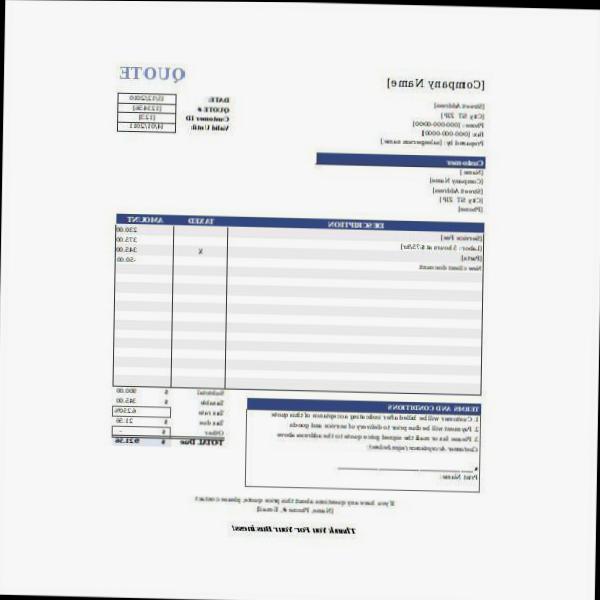 [Company Name]
QUOTE
[Street Address]
[City ST ZIP]
Phone: [000-000-0000]
Fax: [000-000-0000]
Prepared by: [salesperson name]
DATE:
QUOTE # [123456]
Customer ID [123]
Valid Until:
Customer
[Name]
[Company Name]
[Street Address]
[City ST ZIP]
[Phone]
DESCRIPTION TAXED AMOUNT
[Service Fee] 230.00
[Labor: 5 hours at $75/hr] 375.00
[Parts] X 345.00
New client discount -50.00
Subtotal $ 900.00
Taxable $ 345.00
Tax rate 6.250%
Tax due $ 21.56
Other $ -
TOTAL Due $ 921.56
TERMS AND CONDITIONS
1. Customer will be billed after indicating acceptance of this quote
2. Payment will be due prior to delivery of service and goods
3. Please fax or mail the signed price quote to the address above
Customer Acceptance (sign below):
x
Print Name:
If you have any questions about this price quote, please contact
[Name, Phone #, E-mail]
Thank You For Your Business!